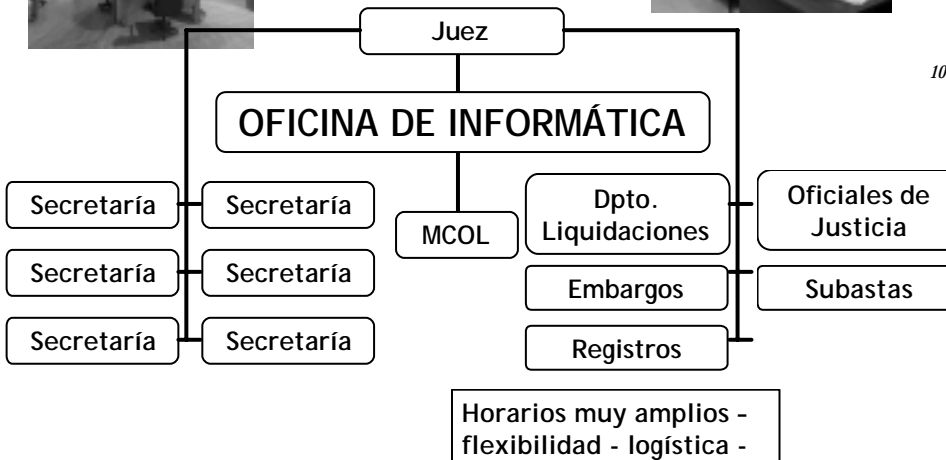 Juez
10
OFICINA DE INFORMÁTICA
Secretaría
Secretaría
Secretaría
Secretaría
Secretaría
Secretaría
MCOL
Dpto.
Liquidaciones
Oficiales de
Justicia
Embargos
Subastas
Registros
Horarios muy amplios –
flexibilidad - logística -